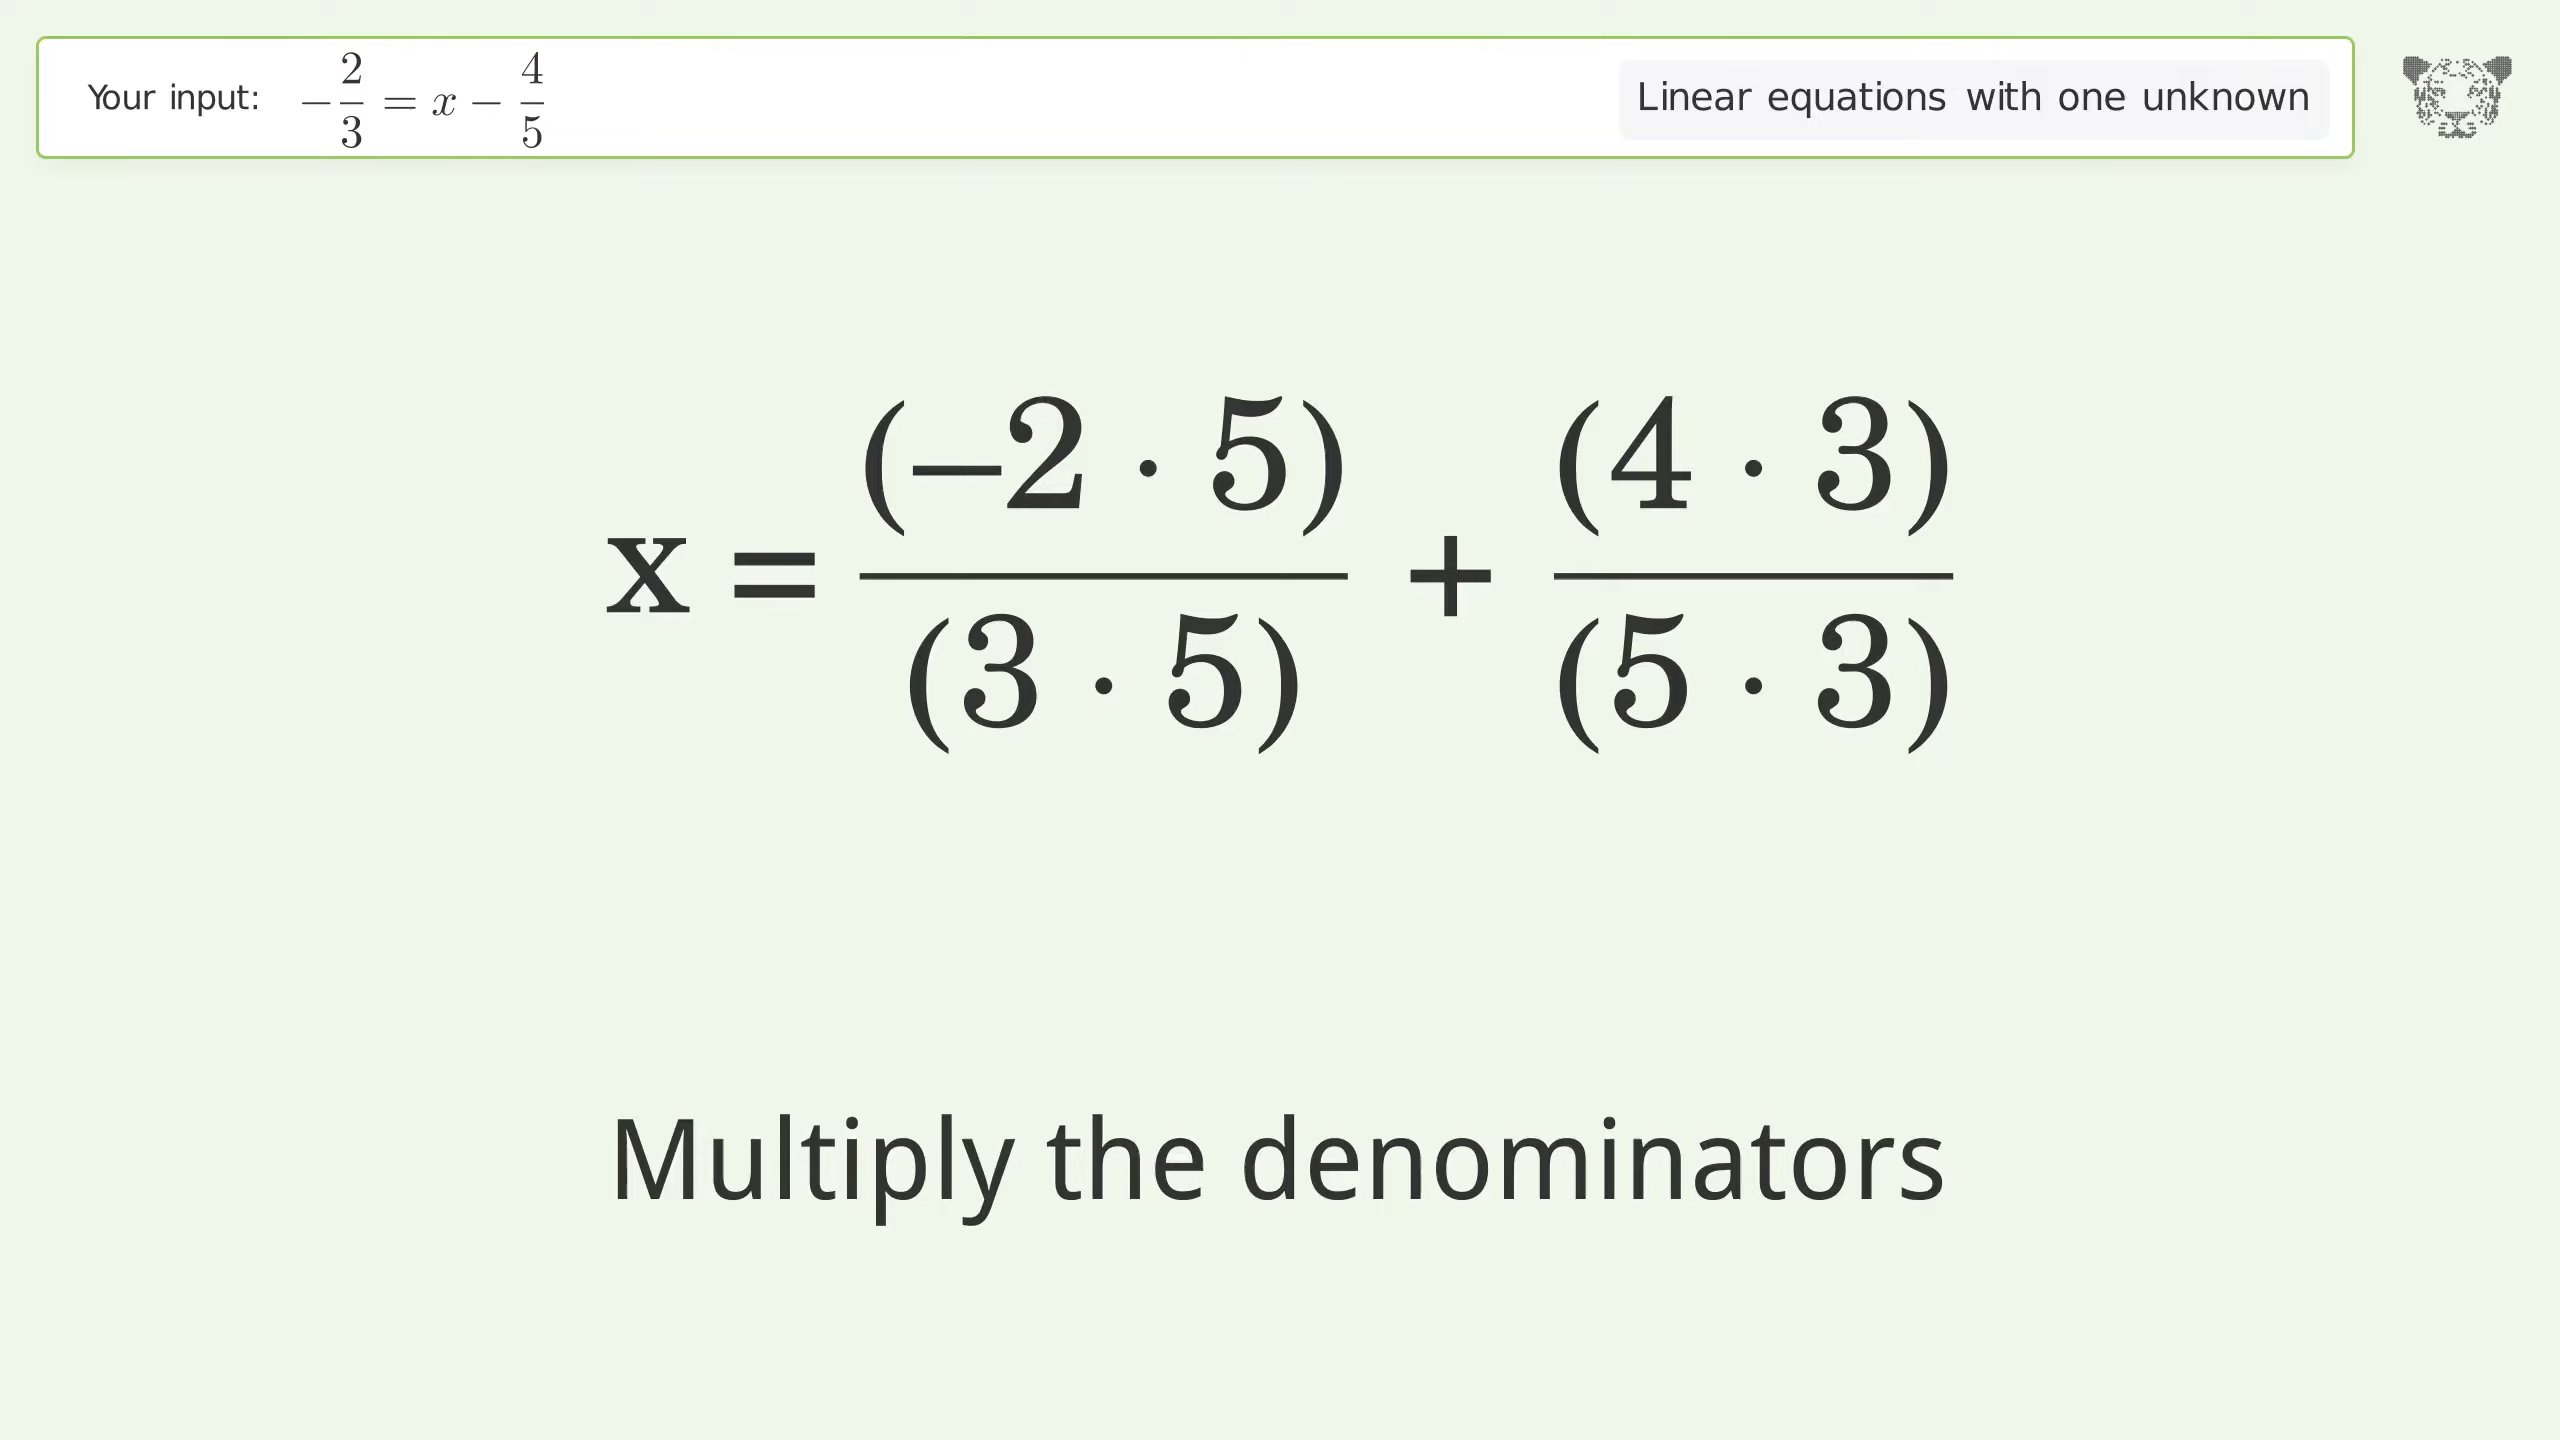 Your input: −2/3 = x − 4/5
Linear equations with one unknown
x = (−2 · 5)/(3 · 5) + (4 · 3)/(5 · 3)
Multiply the denominators